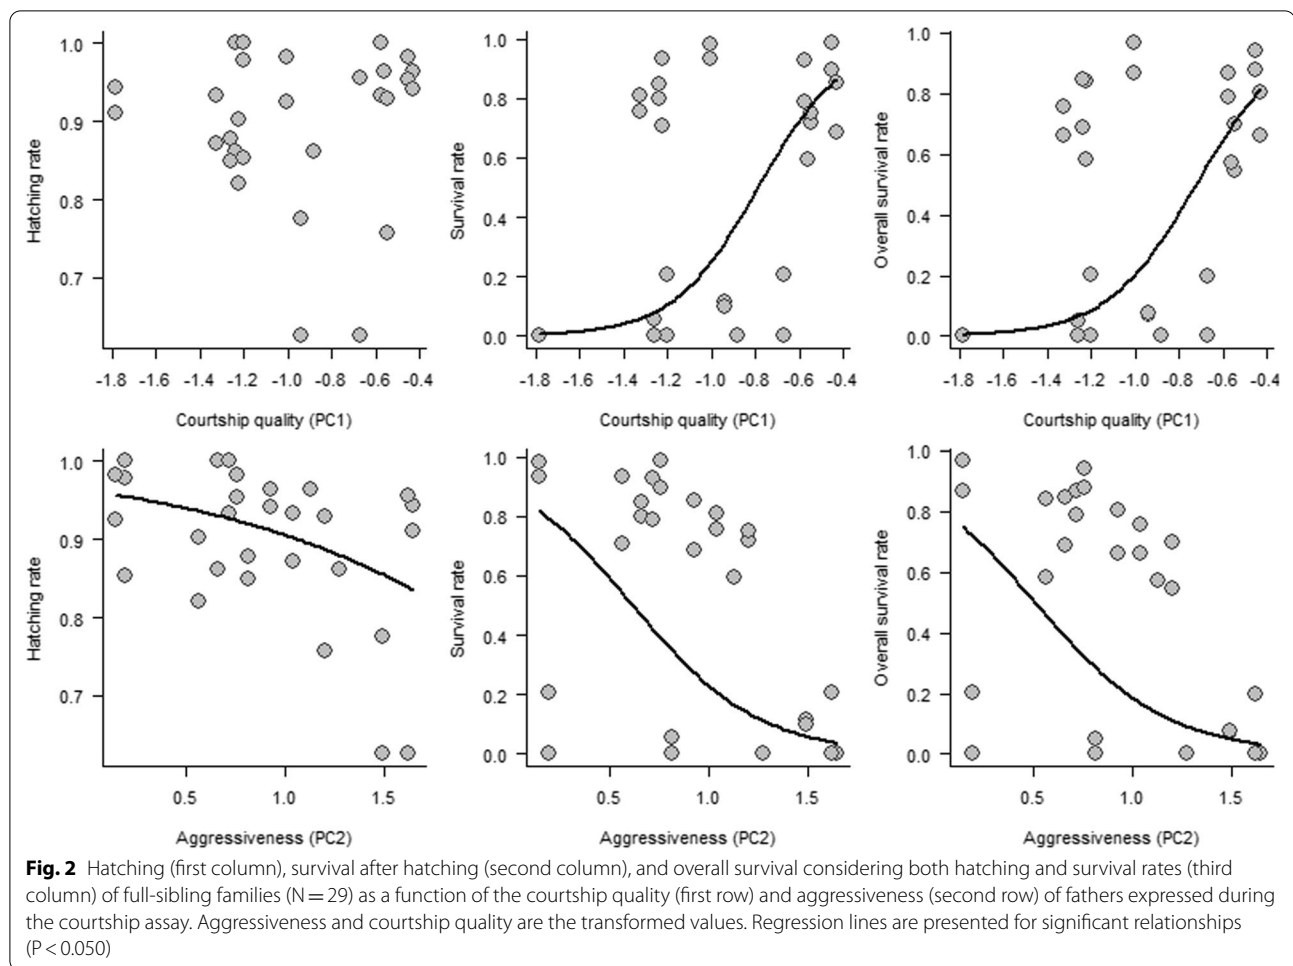 1.0
0.9
0.8
0.7
Hatching rate
-1.8 -1.6 -1.4 -1.2 -1.0 -0.8 -0.6 -0.4
Courtship quality (PC1)
1.0
0.8
0.6
0.4
0.2
0.0
Survival rate
-1.8 -1.6 -1.4 -1.2 -1.0 -0.8 -0.6 -0.4
Courtship quality (PC1)
1.0
0.8
0.6
0.4
0.2
0.0
Overall survival rate
-1.8 -1.6 -1.4 -1.2 -1.0 -0.8 -0.6 -0.4
Courtship quality (PC1)
1.0
0.9
0.8
0.7
Hatching rate
0.5 1.0 1.5
Aggressiveness (PC2)
1.0
0.8
0.6
0.4
0.2
0.0
Survival rate
0.5 1.0 1.5
Aggressiveness (PC2)
1.0
0.8
0.6
0.4
0.2
0.0
Overall survival rate
0.5 1.0 1.5
Aggressiveness (PC2)
Fig. 2 Hatching (first column), survival after hatching (second column), and overall survival considering both hatching and survival rates (third
column) of full-sibling families (N = 29) as a function of the courtship quality (first row) and aggressiveness (second row) of fathers expressed during
the courtship assay. Aggressiveness and courtship quality are the transformed values. Regression lines are presented for significant relationships
(P < 0.050)